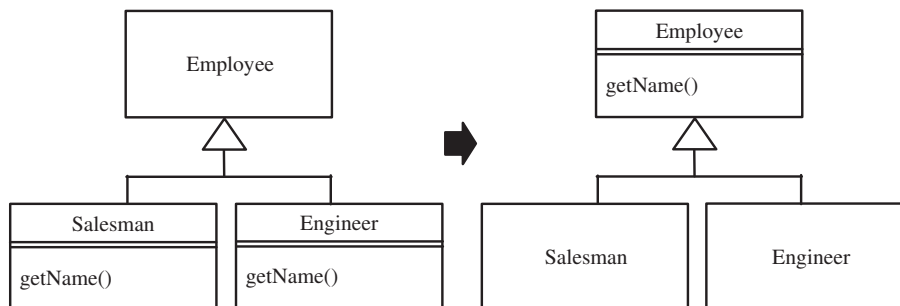 Employee
Salesman
getName()
Engineer
getName()
Employee
getName()
Salesman
Engineer